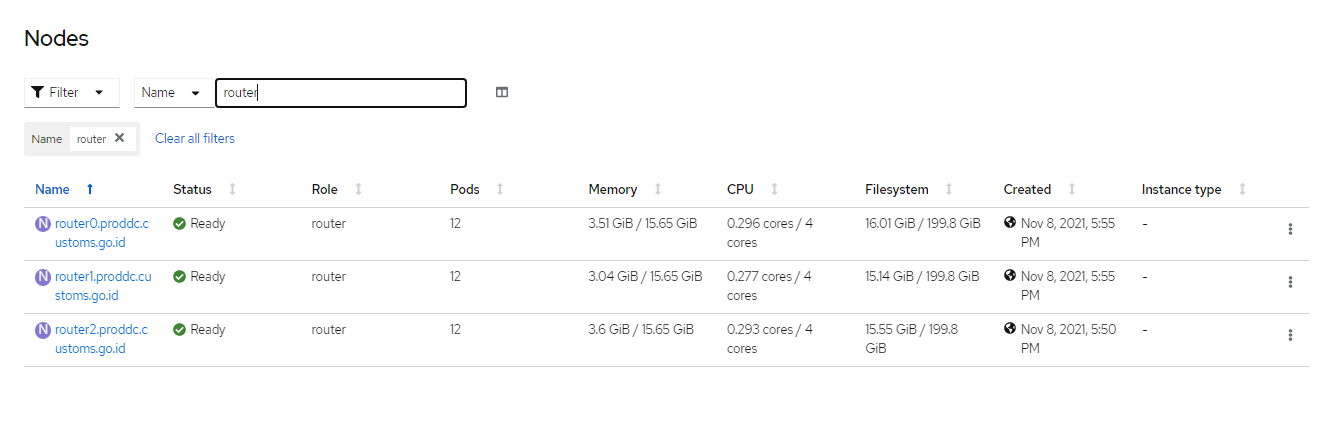 Nodes
Filter Name router
Name router Clear all filters
Name Status Role Pods Memory CPU Filesystem Created Instance type
N router0.proddc.c Ready router 12 3.51 GiB / 15.65 GiB 0.296 cores / 4 16.01 GiB / 199.8 GiB Nov 8, 2021, 5:55 -
ustoms.go.id cores PM
N router1.proddc.cu Ready router 12 3.04 GiB / 15.65 GiB 0.277 cores / 4 15.14 GiB / 199.8 GiB Nov 8, 2021, 5:55 -
stoms.go.id cores PM
N router2.proddc.c Ready router 12 3.6 GiB / 15.65 GiB 0.293 cores / 4 15.55 GiB / 199.8 Nov 8, 2021, 5:50 -
ustoms.go.id cores GiB PM